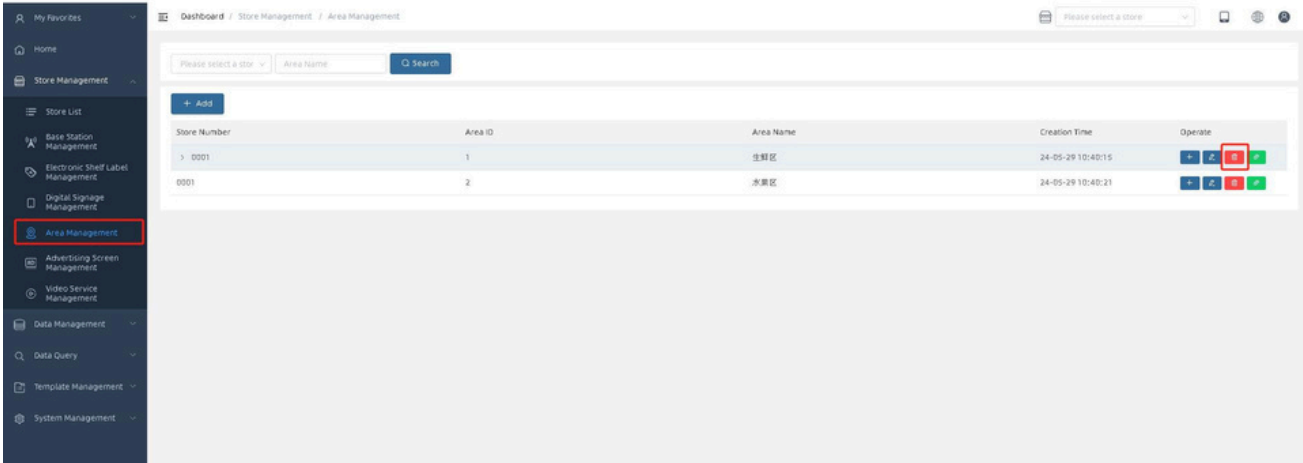 My Favorites
Dashboard / Store Management / Area Management
Please select a store
Home
Store Management
Please select a stor
Area Name
Search
+ Add
Store List
Base Station
Management
Electronic Shelf Label
Management
Digital Signage
Management
Area Management
Advertising Screen
Management
Video Service
Management
Data Management
Data Query
Template Management
System Management
Store Number Area ID Area Name Creation Time Operate
> 0001 1 生鲜区 24-05-29 10:40:15
0001 2 水果区 24-05-29 10:40:21